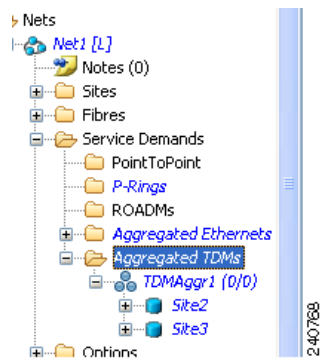 Nets
Net1 [L]
Notes (0)
Sites
Fibres
Service Demands
PointToPoint
P-Rings
ROADMs
Aggregated Ethernets
Aggregated TDMs
TDMAggr1 (0/0)
Site2
Site3
Options
240768